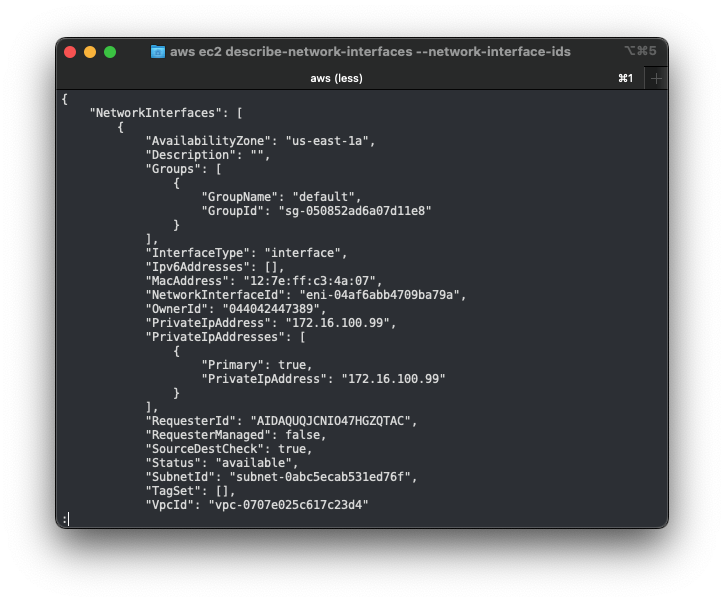 aws ec2 describe-network-interfaces --network-interface-ids
⌥⌘5
aws (less)
⌘1
+
{
    "NetworkInterfaces": [
        {
            "AvailabilityZone": "us-east-1a",
            "Description": "",
            "Groups": [
                {
                    "GroupName": "default",
                    "GroupId": "sg-050852ad6a07d11e8"
                }
            ],
            "InterfaceType": "interface",
            "Ipv6Addresses": [],
            "MacAddress": "12:7e:ff:c3:4a:07",
            "NetworkInterfaceId": "eni-04af6abb4709ba79a",
            "OwnerId": "044042447389",
            "PrivateIpAddress": "172.16.100.99",
            "PrivateIpAddresses": [
                {
                    "Primary": true,
                    "PrivateIpAddress": "172.16.100.99"
                }
            ],
            "RequesterId": "AIDAQUQJCNIO47HGZQTAC",
            "RequesterManaged": false,
            "SourceDestCheck": true,
            "Status": "available",
            "SubnetId": "subnet-0abc5ecab531ed76f",
            "TagSet": [],
            "VpcId": "vpc-0707e025c617c23d4"
: